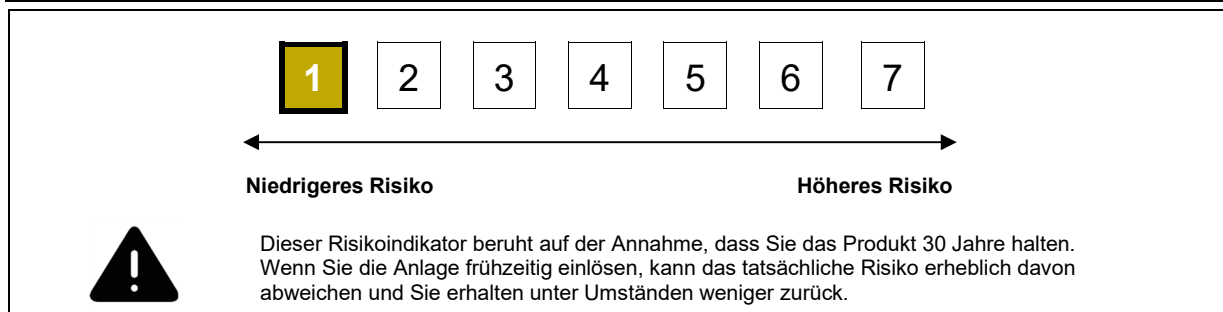 1 2 3 4 5 6 7
Niedrigeres Risiko Höheres Risiko
Dieser Risikoindikator beruht auf der Annahme, dass Sie das Produkt 30 Jahre halten.
Wenn Sie die Anlage frühzeitig einlösen, kann das tatsächliche Risiko erheblich davon
abweichen und Sie erhalten unter Umständen weniger zurück.